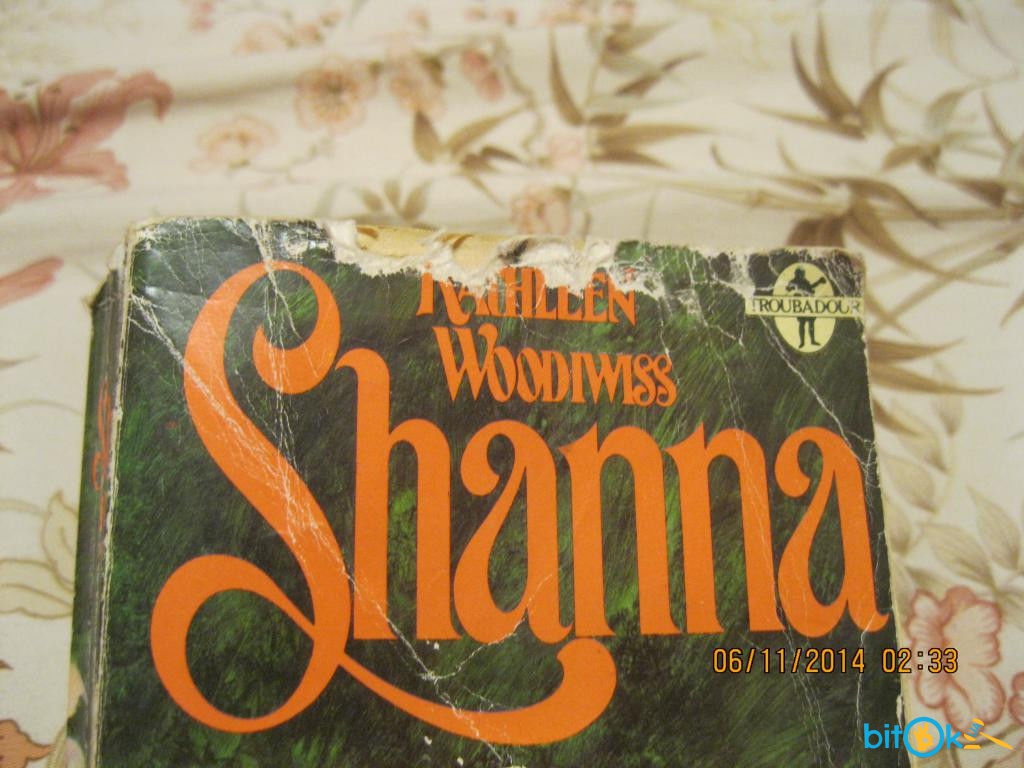 KATHLEEN
WOODIWISS
TROUBADOUR
Shanna
06/11/2014 02:33
bitOk